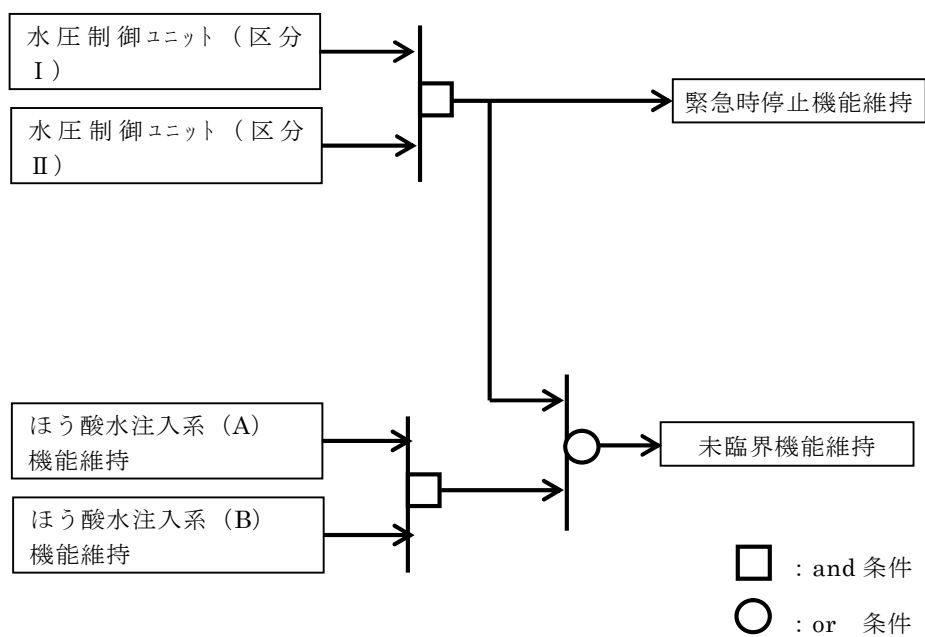 水圧制御ユニット（区分
Ⅰ）
緊急時停止機能維持
水圧制御ユニット（区分
Ⅱ）
ほう酸水注入系（A）
機能維持
未臨界機能維持
ほう酸水注入系（B）
機能維持
：and 条件
：or 条件